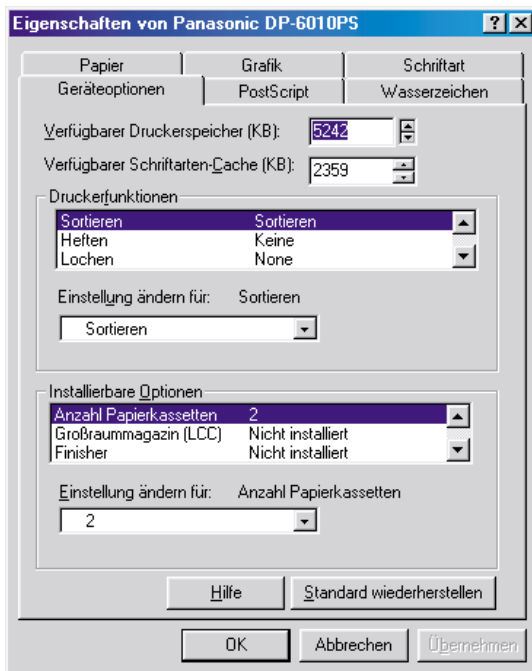 Eigenschaften von Panasonic DP-6010PS
Papier Grafik Schriftart
Geräteoptionen PostScript Wasserzeichen
Verfügbarer Druckerspeicher (KB): 5242
Verfügbarer Schriftarten-Cache (KB): 2359
Druckerfunktionen
Sortieren Sortieren
Heften Keine
Lochen None
Einstellung ändern für: Sortieren
Sortieren
Installierbare Optionen
Anzahl Papierkassetten 2
Großraummagazin (LCC) Nicht installiert
Finisher Nicht installiert
Einstellung ändern für: Anzahl Papierkassetten
2
Hilfe Standard wiederherstellen
OK Abbrechen Übernehmen